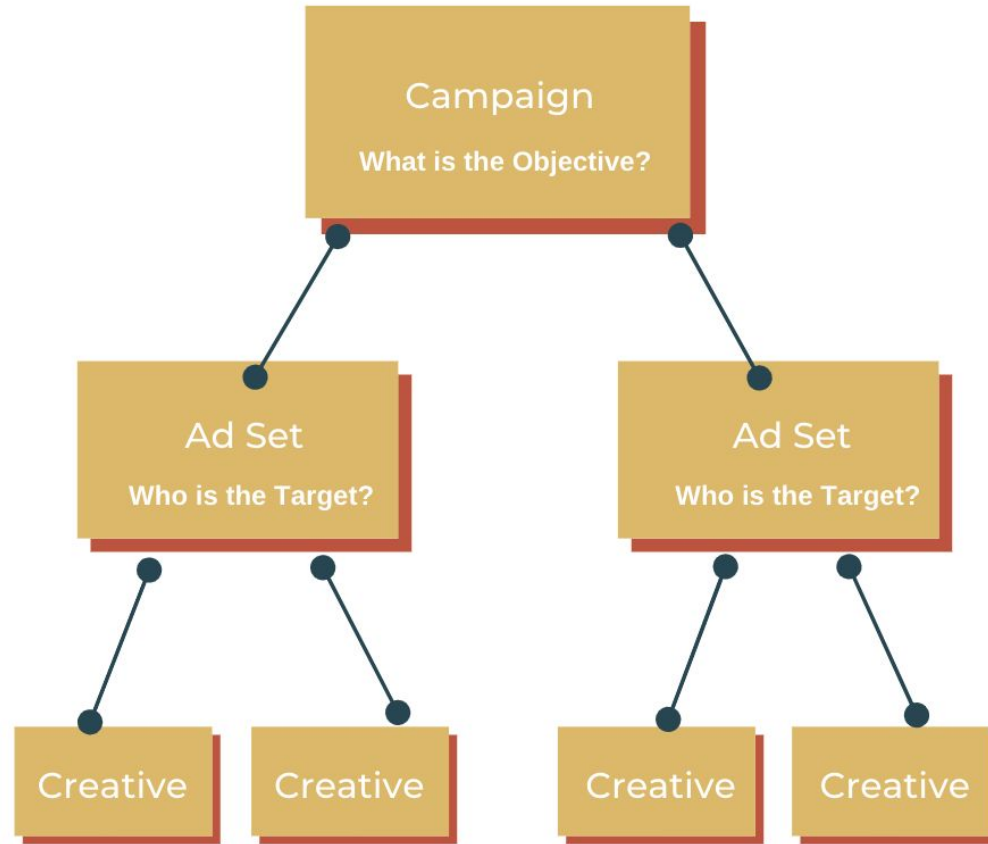 Campaign
What is the Objective?
Ad Set
Who is the Target?
Ad Set
Who is the Target?
Creative
Creative
Creative
Creative